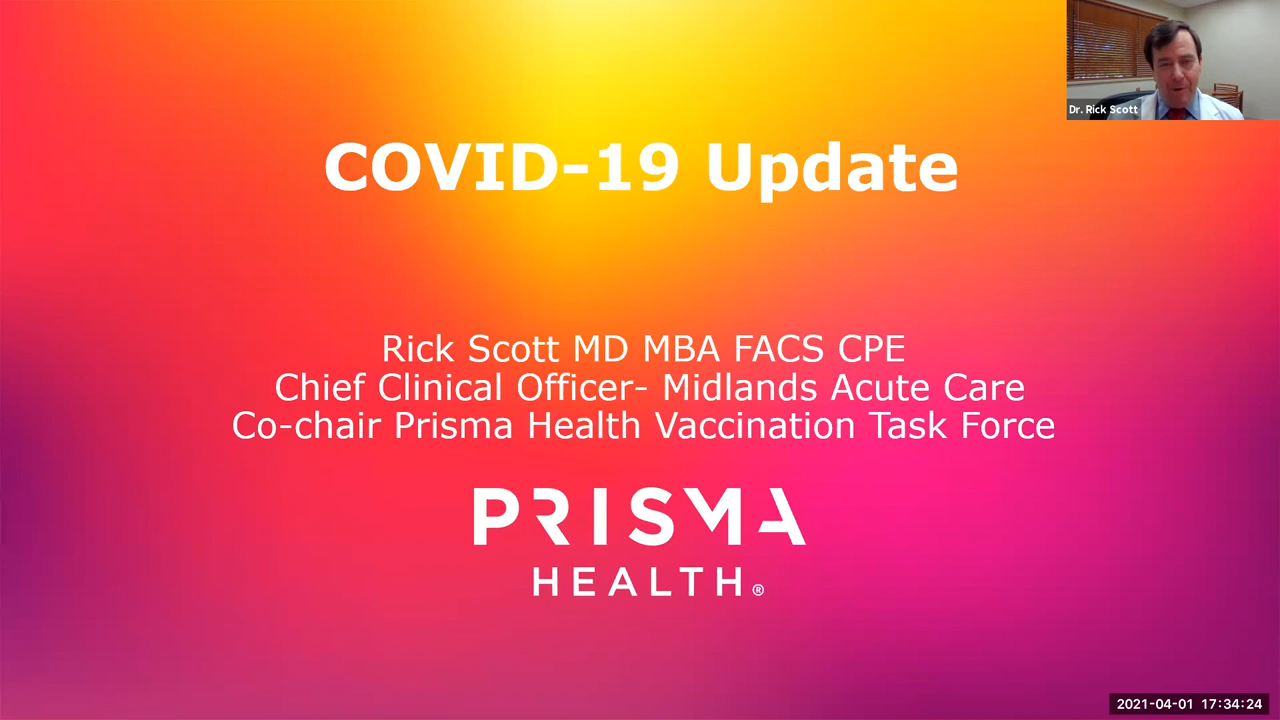 Dr. Rick Scott
COVID-19 Update
Rick Scott MD MBA FACS CPE
Chief Clinical Officer- Midlands Acute Care
Co-chair Prisma Health Vaccination Task Force
PRISMA
HEALTH®
2021-04-01 17:34:24